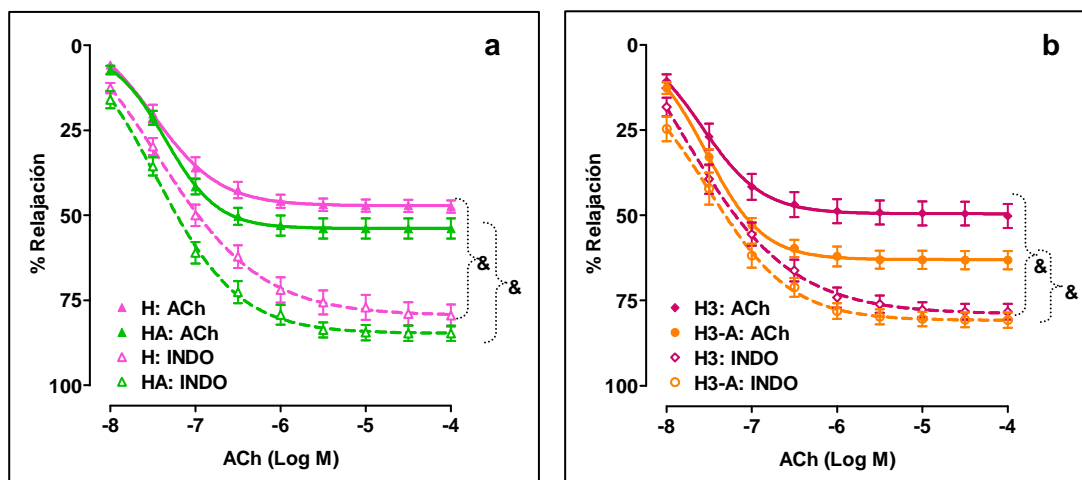 a
% Relajación
0
25
50
75
100
&
&
H: ACh
HA: ACh
H: INDO
HA: INDO
-8 -7 -6 -5 -4
ACh (Log M)
b
% Relajación
0
25
50
75
100
&
&
H3: ACh
H3-A: ACh
H3: INDO
H3-A: INDO
-8 -7 -6 -5 -4
ACh (Log M)